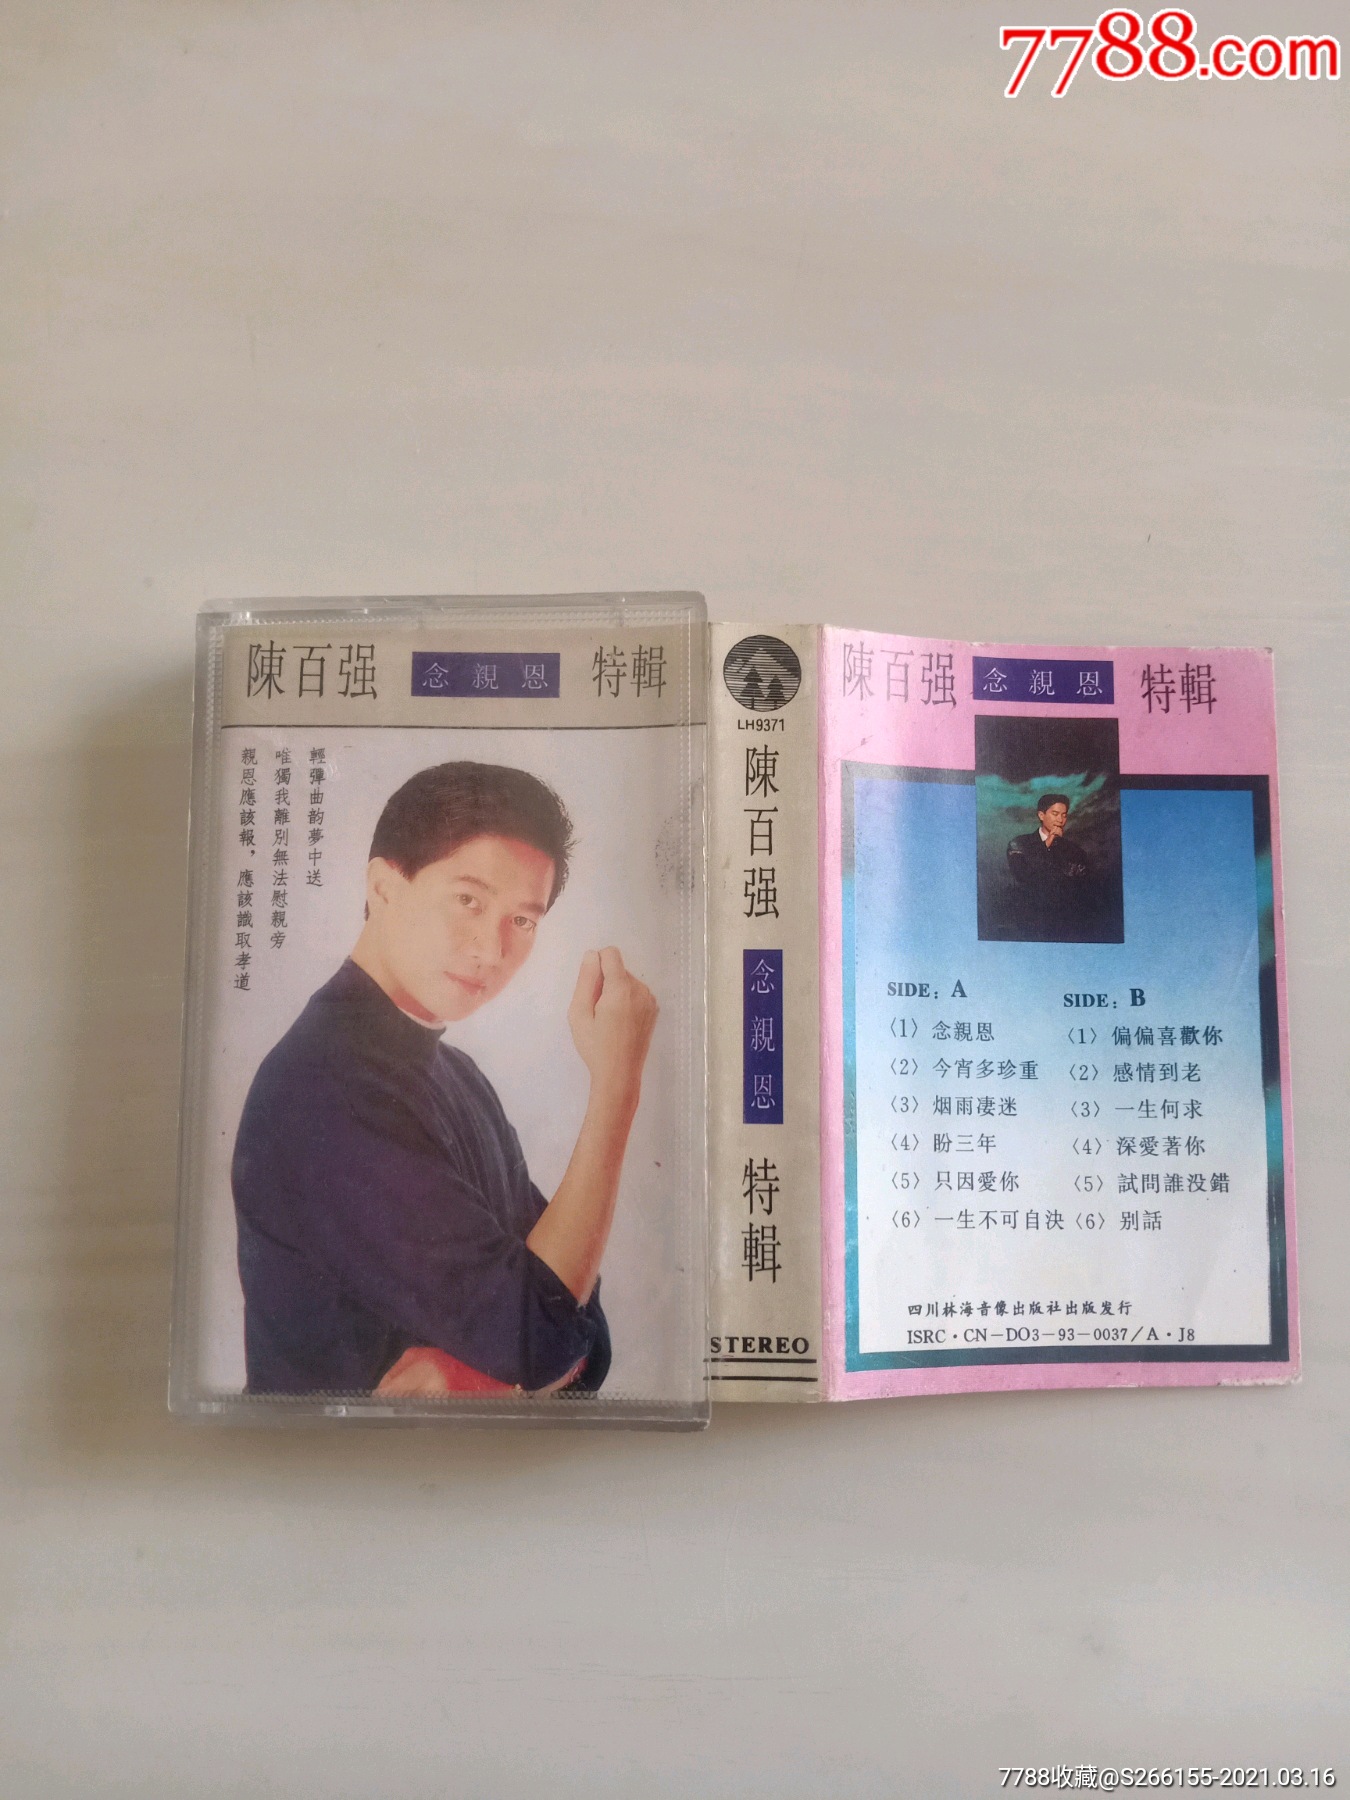 7788.com
陳百强 念親恩 特輯
輕彈曲韵夢中送
唯獨我離別無法慰親旁
親恩應該報，應該識取孝道
LH9371
陳百强 念親恩 特輯
STEREO
陳百强 念親恩 特輯
SIDE: A
〈1〉念親恩
〈2〉今宵多珍重
〈3〉烟雨凄迷
〈4〉盼三年
〈5〉只因愛你
〈6〉一生不可自決
SIDE: B
〈1〉偏偏喜歡你
〈2〉感情到老
〈3〉一生何求
〈4〉深愛著你
〈5〉試問誰没錯
〈6〉别話
四川林海音像出版社出版发行
ISRC·CN-DO3-93-0037/A·J8
7788收藏@S266155-2021.03.16